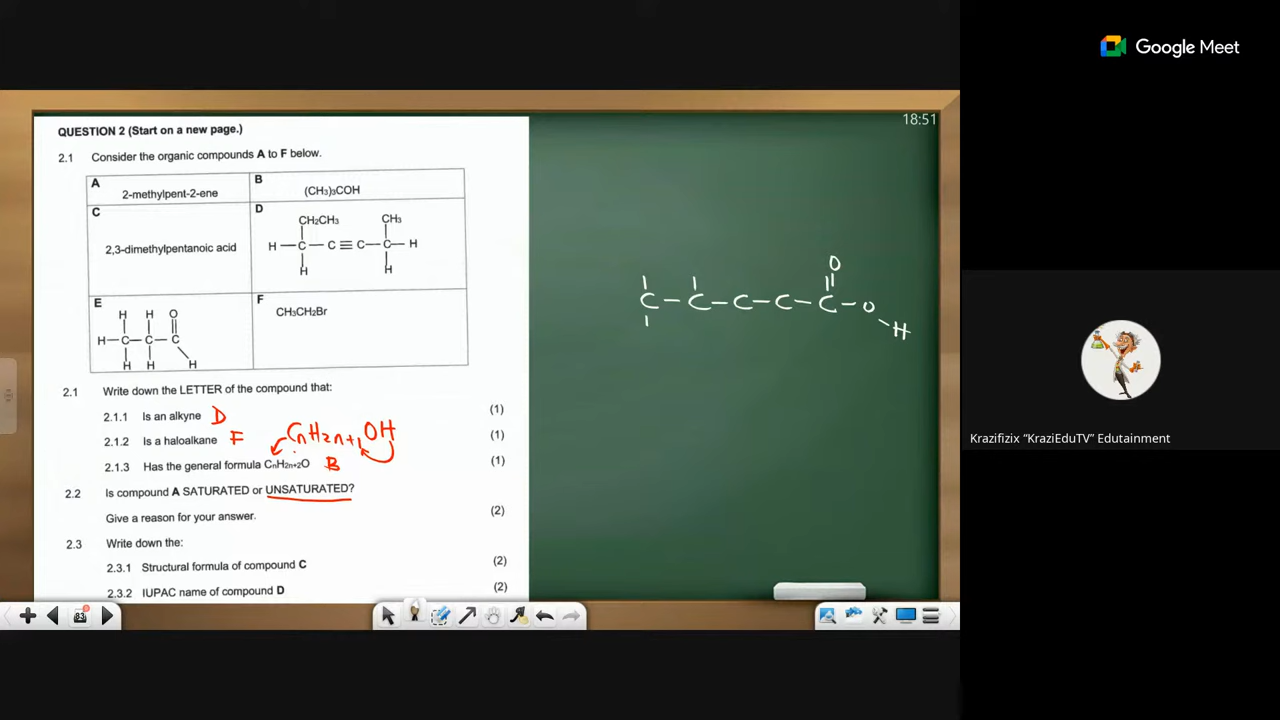 Google Meet
18:51
QUESTION 2 (Start on a new page.)
2.1 Consider the organic compounds A to F below.
A
2-methylpent-2-ene
B
(CH₃)₃COH
C
2,3-dimethylpentanoic acid
D
CH₂CH₃ CH₃
H — C — C ≡ C — C — H
H H
E
H H O
H — C — C — C
H H H
F
CH₃CH₂Br
2.1 Write down the LETTER of the compound that:
2.1.1 Is an alkyne D (1)
2.1.2 Is a haloalkane F (1)
CnH2n+1OH
2.1.3 Has the general formula CnH2n+2O B (1)
2.2 Is compound A SATURATED or UNSATURATED?
Give a reason for your answer. (2)
2.3 Write down the:
2.3.1 Structural formula of compound C (2)
2.3.2 IUPAC name of compound D (2)
O
C — C — C — C — C — O
H
83
Krazifizix “KraziEduTV” Edutainment